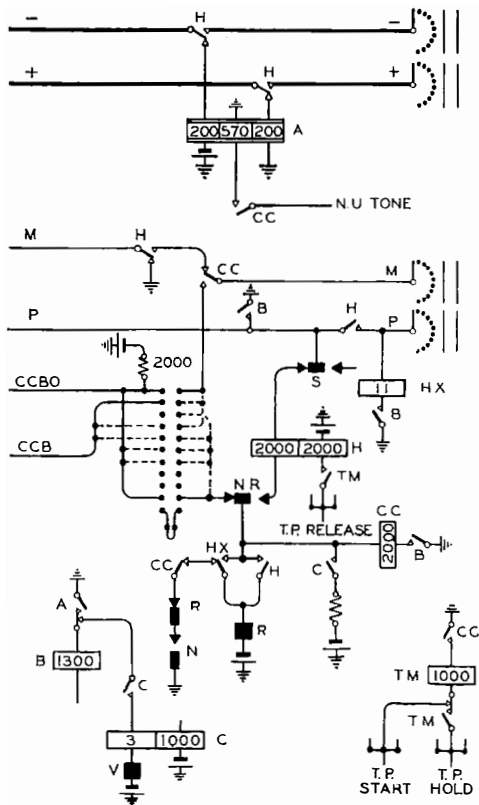 − H −
+ H +
200 570 200 A
CC N.U TONE
M H CC M
B
P H P
2000
S
11 HX
CCBO
B
2000 2000 H
CCB
TM
NR
T.P. RELEASE
CC
2000
B
HX
CC H C
A R
CC
N R
B 1300
TM 1000
C
TM
3 1000 C
V
T.P. START T.P. HOLD